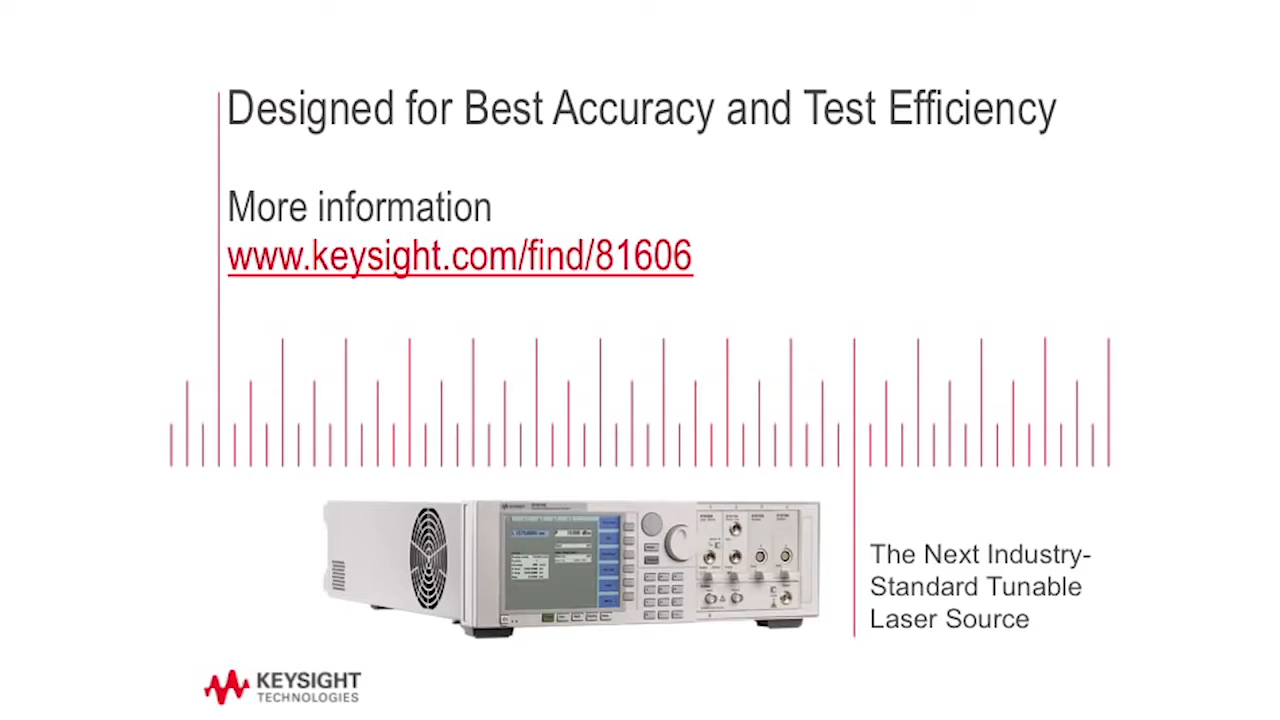 Designed for Best Accuracy and Test Efficiency
More information
www.keysight.com/find/81606
The Next Industry-
Standard Tunable
Laser Source
KEYSIGHT
TECHNOLOGIES